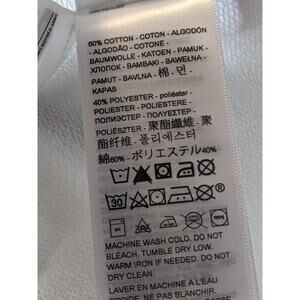 60% COTTON - COTON - ALGODÓN
- ALGODÃO - COTONE -
BAUMWOLLE - KATOEN - PAMUK -
ХЛОПОК - BAMBAKI - BAWEŁNA -
PAMUT - BAVLNA - 棉 - 면 -
KAPAS
40% POLYESTER - poliéster -
POLIESTER - POLIESTERE -
ПОЛИЭСТЕР - POLYESTER -
POLIÉSZTER - 聚酯纖維 - 聚
酯纤维 - 폴리에스터
綿60% - ポリエステル40%
30
MACHINE WASH COLD. DO NOT
BLEACH. TUMBLE DRY LOW.
WARM IRON IF NEEDED. DO NOT
DRY CLEAN.
LAVER EN MACHINE À L'EAU
FROIDE. NE PAS BLANCHIR.